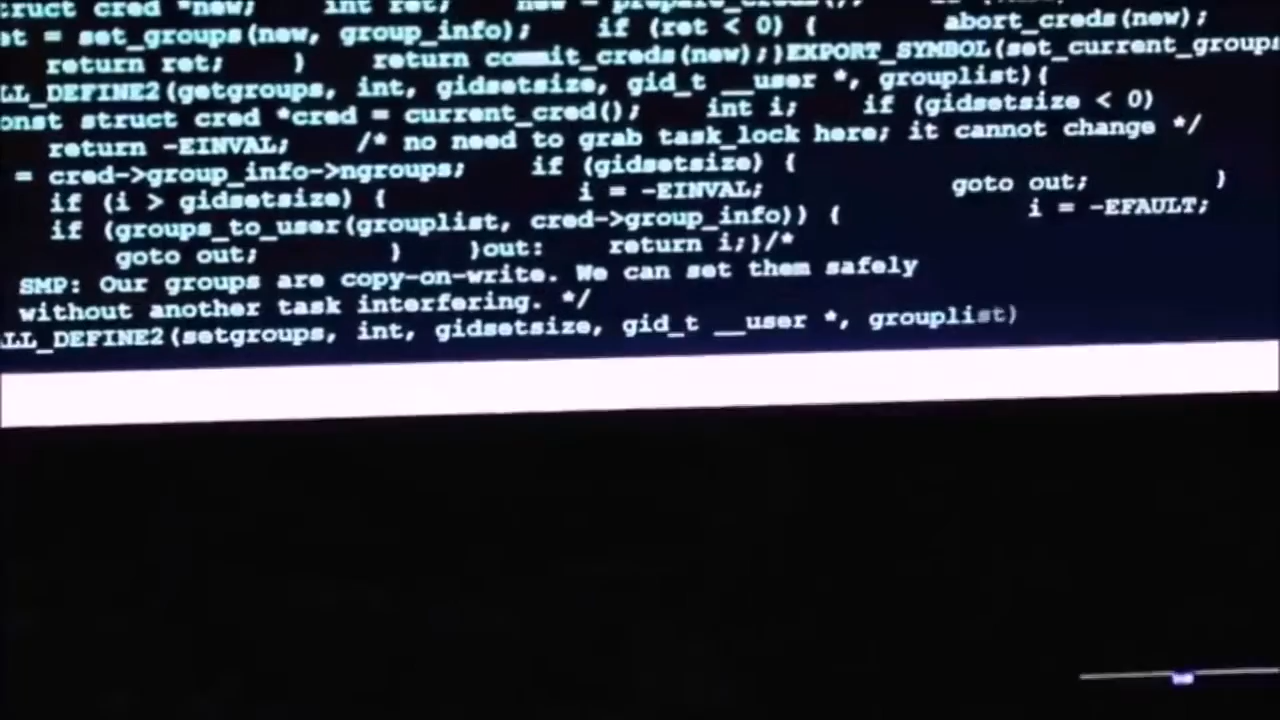 truct cred *new;    int ret;    new = prepare_creds();
et = set_groups(new, group_info);    if (ret < 0) {        abort_creds(new);
return ret;    }    return commit_creds(new);}EXPORT_SYMBOL(set_current_groups
LL_DEFINE2(getgroups, int, gidsetsize, gid_t __user *, grouplist){
onst struct cred *cred = current_cred();    int i;    if (gidsetsize < 0)
return -EINVAL;    /* no need to grab task_lock here; it cannot change */
= cred->group_info->ngroups;    if (gidsetsize) {
if (i > gidsetsize) {            i = -EINVAL;            goto out;        }
if (groups_to_user(grouplist, cred->group_info)) {            i = -EFAULT;
goto out;        }    }out:    return i;}/*
SMP: Our groups are copy-on-write. We can set them safely
without another task interfering. */
LL_DEFINE2(setgroups, int, gidsetsize, gid_t __user *, grouplist)